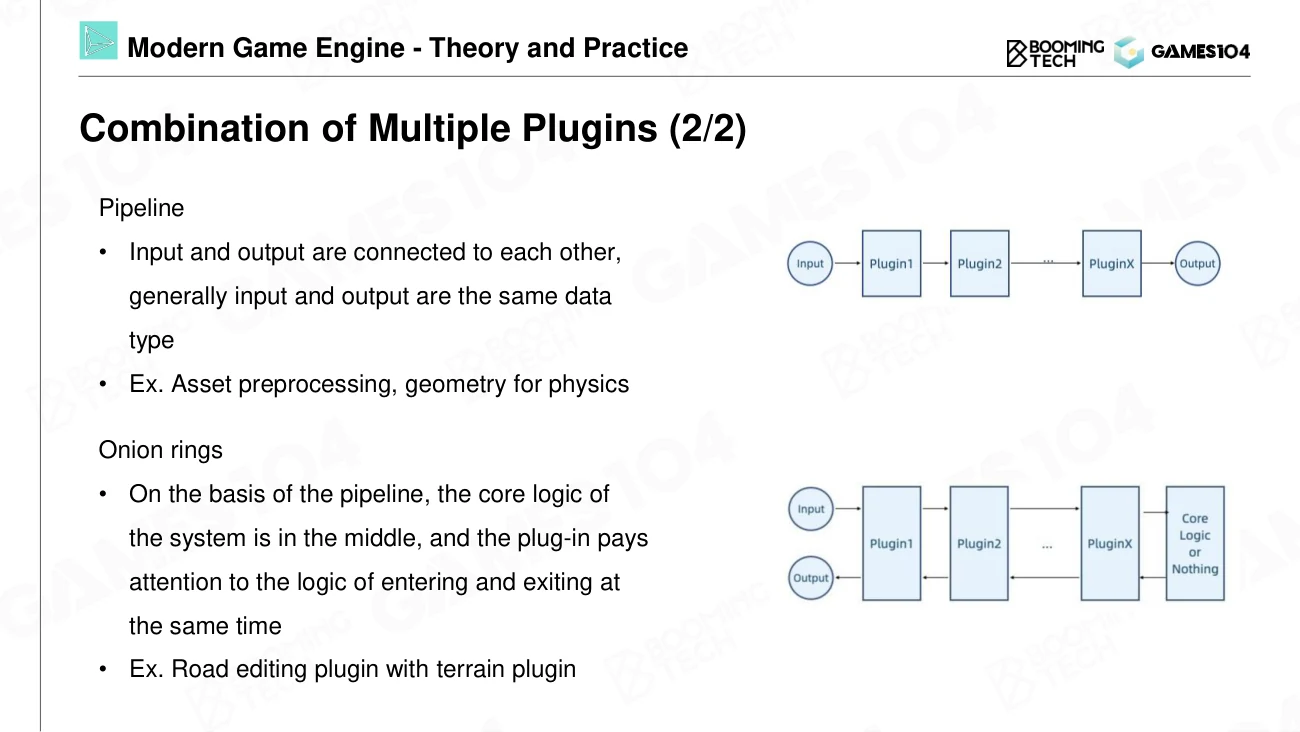 Modern Game Engine - Theory and Practice
BOOMING
TECH
GAMES104
Combination of Multiple Plugins (2/2)
Pipeline
• Input and output are connected to each other,
generally input and output are the same data
type
• Ex. Asset preprocessing, geometry for physics
Input
Plugin1
Plugin2
...
PluginX
Output
Onion rings
• On the basis of the pipeline, the core logic of
the system is in the middle, and the plug-in pays
attention to the logic of entering and exiting at
the same time
• Ex. Road editing plugin with terrain plugin
Input
Output
Plugin1
Plugin2
...
PluginX
Core
Logic
or
Nothing